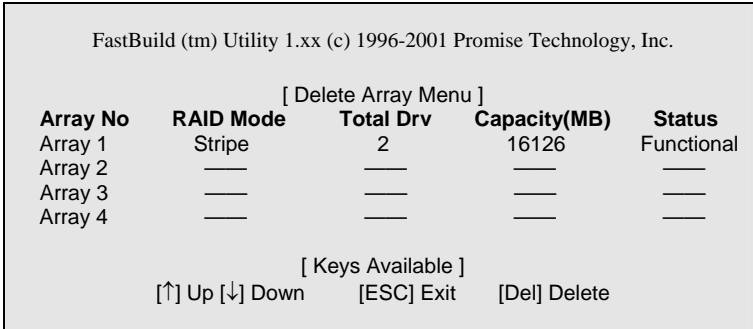 FastBuild (tm) Utility 1.xx (c) 1996-2001 Promise Technology, Inc.
[ Delete Array Menu ]
Array No RAID Mode Total Drv Capacity(MB) Status
Array 1 Stripe 2 16126 Functional
Array 2 —— —— —— ——
Array 3 —— —— —— ——
Array 4 —— —— —— ——
[ Keys Available ]
[↑] Up [↓] Down [ESC] Exit [Del] Delete